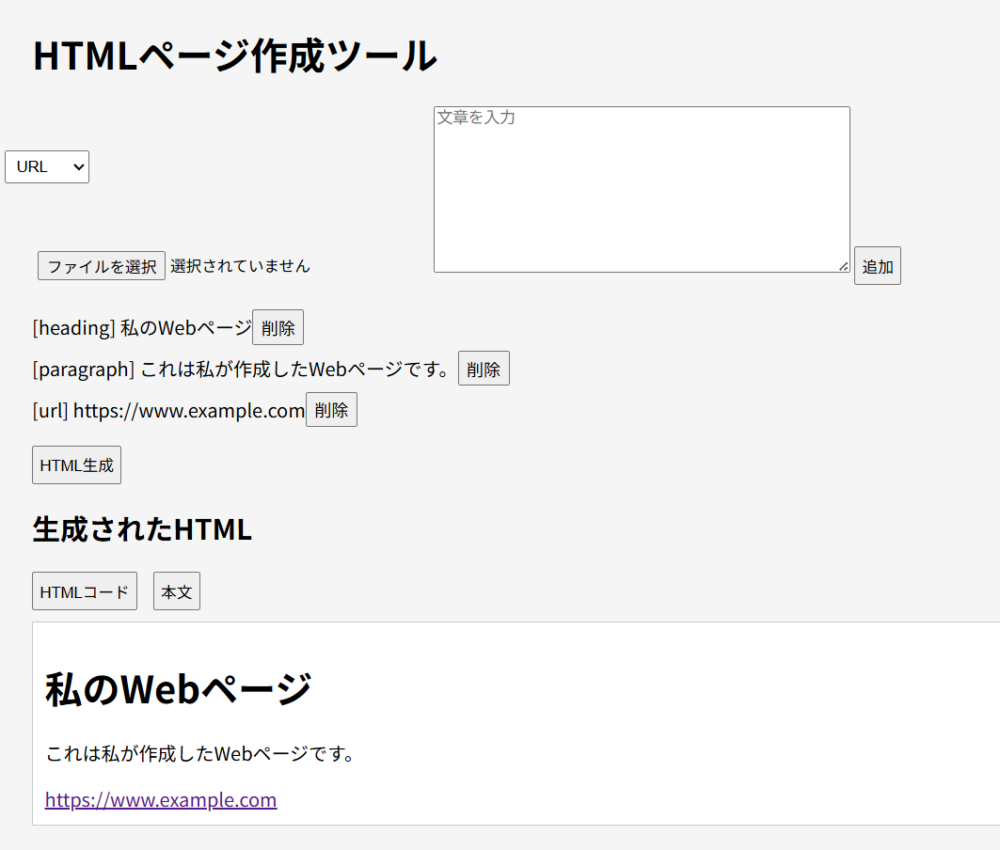 HTMLページ作成ツール
文章を入力
URL
ファイルを選択 選択されていません
追加
[heading] 私のWebページ 削除
[paragraph] これは私が作成したWebページです。 削除
[url] https://www.example.com 削除
HTML生成
生成されたHTML
HTMLコード 本文
私のWebページ
これは私が作成したWebページです。
https://www.example.com